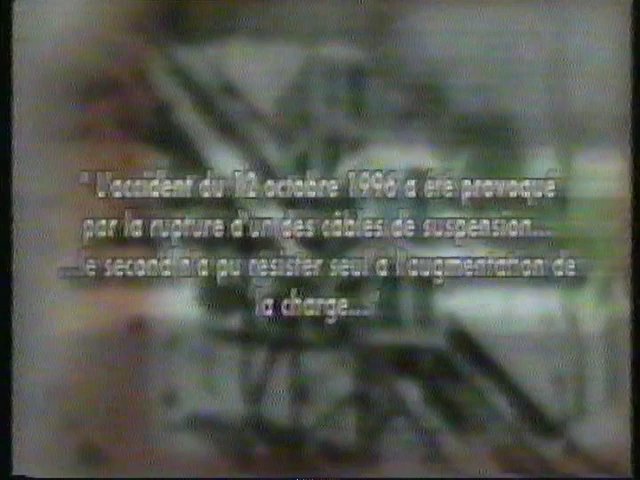 " L'accident du 12 octobre 1996 a été provoqué
par la rupture d'un des câbles de suspension...
...le second n'a pu resister seul a l'augmentation de
la charge...."